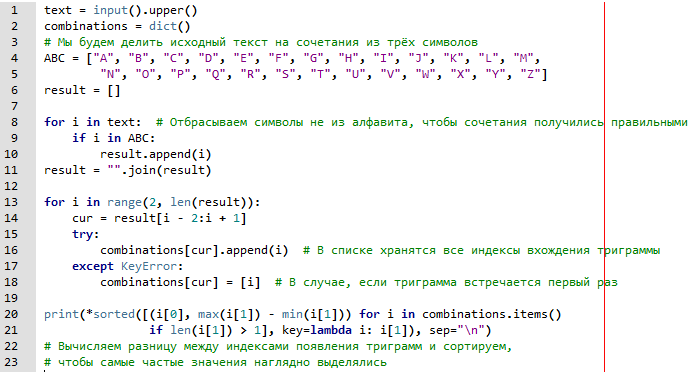 1 text = input().upper()
2 combinations = dict()
3 # Мы будем делить исходный текст на сочетания из трёх символов
4 ABC = ["A", "B", "C", "D", "E", "F", "G", "H", "I", "J", "K", "L", "M",
5 "N", "O", "P", "Q", "R", "S", "T", "U", "V", "W", "X", "Y", "Z"]
6 result = []
7
8 for i in text:  # Отбрасываем символы не из алфавита, чтобы сочетания получились правильными
9     if i in ABC:
10         result.append(i)
11 result = "".join(result)
12
13 for i in range(2, len(result)):
14     cur = result[i - 2:i + 1]
15     try:
16         combinations[cur].append(i)  # В списке хранятся все индексы вхождения триграммы
17     except KeyError:
18         combinations[cur] = [i]  # В случае, если триграмма встречается первый раз
19
20 print(*sorted([(i[0], max(i[1]) - min(i[1])) for i in combinations.items()
21                if len(i[1]) > 1], key=lambda i: i[1]), sep="\n")
22 # Вычисляем разницу между индексами появления триграмм и сортируем,
23 # чтобы самые частые значения наглядно выделялись